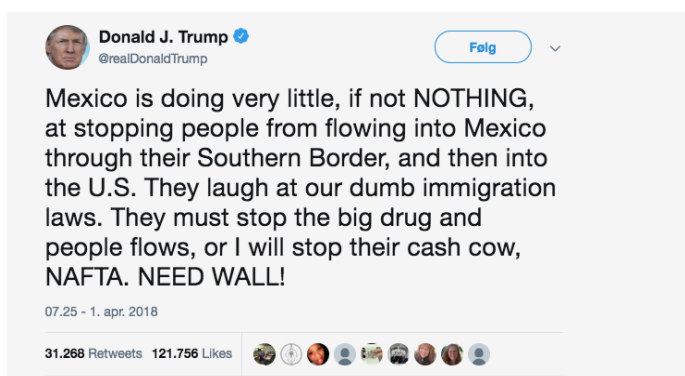 Donald J. Trump
@realDonaldTrump
Følg
Mexico is doing very little, if not NOTHING,
at stopping people from flowing into Mexico
through their Southern Border, and then into
the U.S. They laugh at our dumb immigration
laws. They must stop the big drug and
people flows, or I will stop their cash cow,
NAFTA. NEED WALL!
07.25 - 1. apr. 2018
31.268 Retweets 121.756 Likes